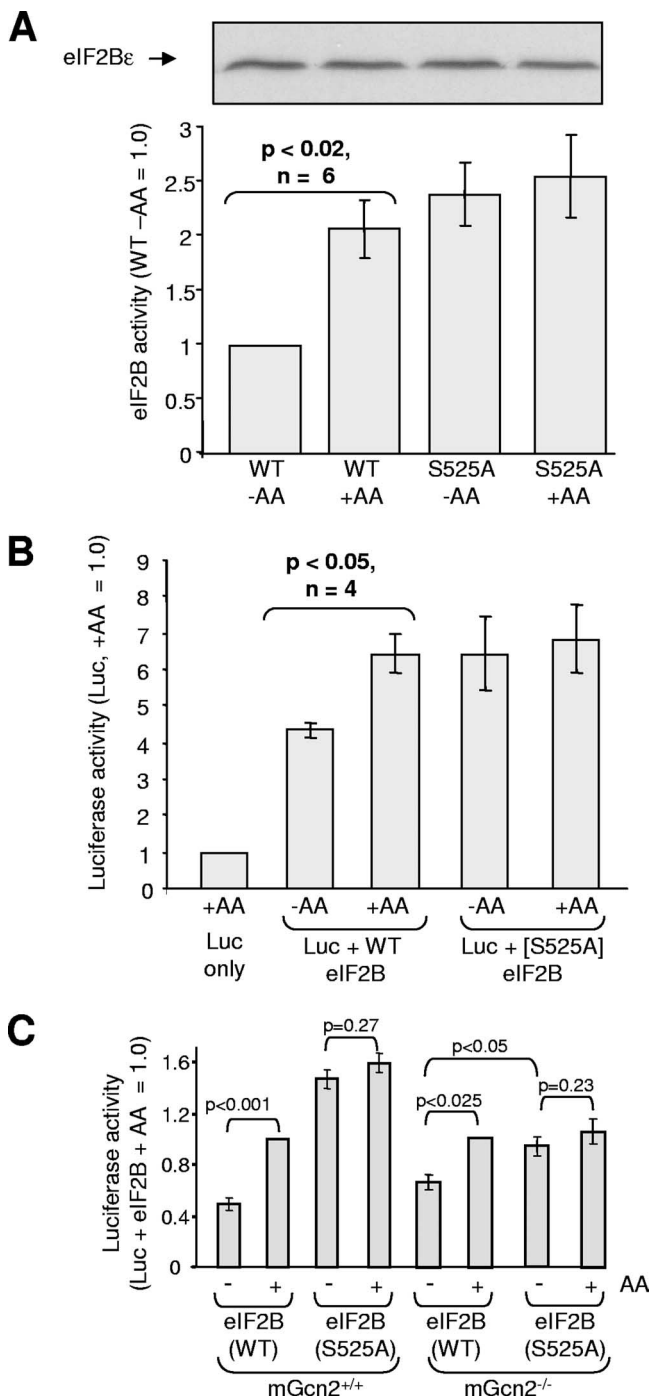 A
eIF2Bε
eIF2B activity (WT –AA = 1.0)
3
2.5
2
1.5
1
0.5
0
p < 0.02,
n = 6
WT WT S525A S525A
-AA +AA -AA +AA
B
Luciferase activity (Luc, +AA = 1.0)
9
8
7
6
5
4
3
2
1
0
p < 0.05,
n = 4
+AA -AA +AA -AA +AA
Luc Luc + WT Luc + [S525A]
only eIF2B eIF2B
C
Luciferase activity
(Luc + eIF2B + AA = 1.0)
1.6
1.2
0.8
0.4
0
p<0.001
p=0.27
p<0.05
p<0.025
p=0.23
- + - + - + - + AA
eIF2B eIF2B eIF2B eIF2B
(WT) (S525A) (WT) (S525A)
mGcn2+/+ mGcn2-/-